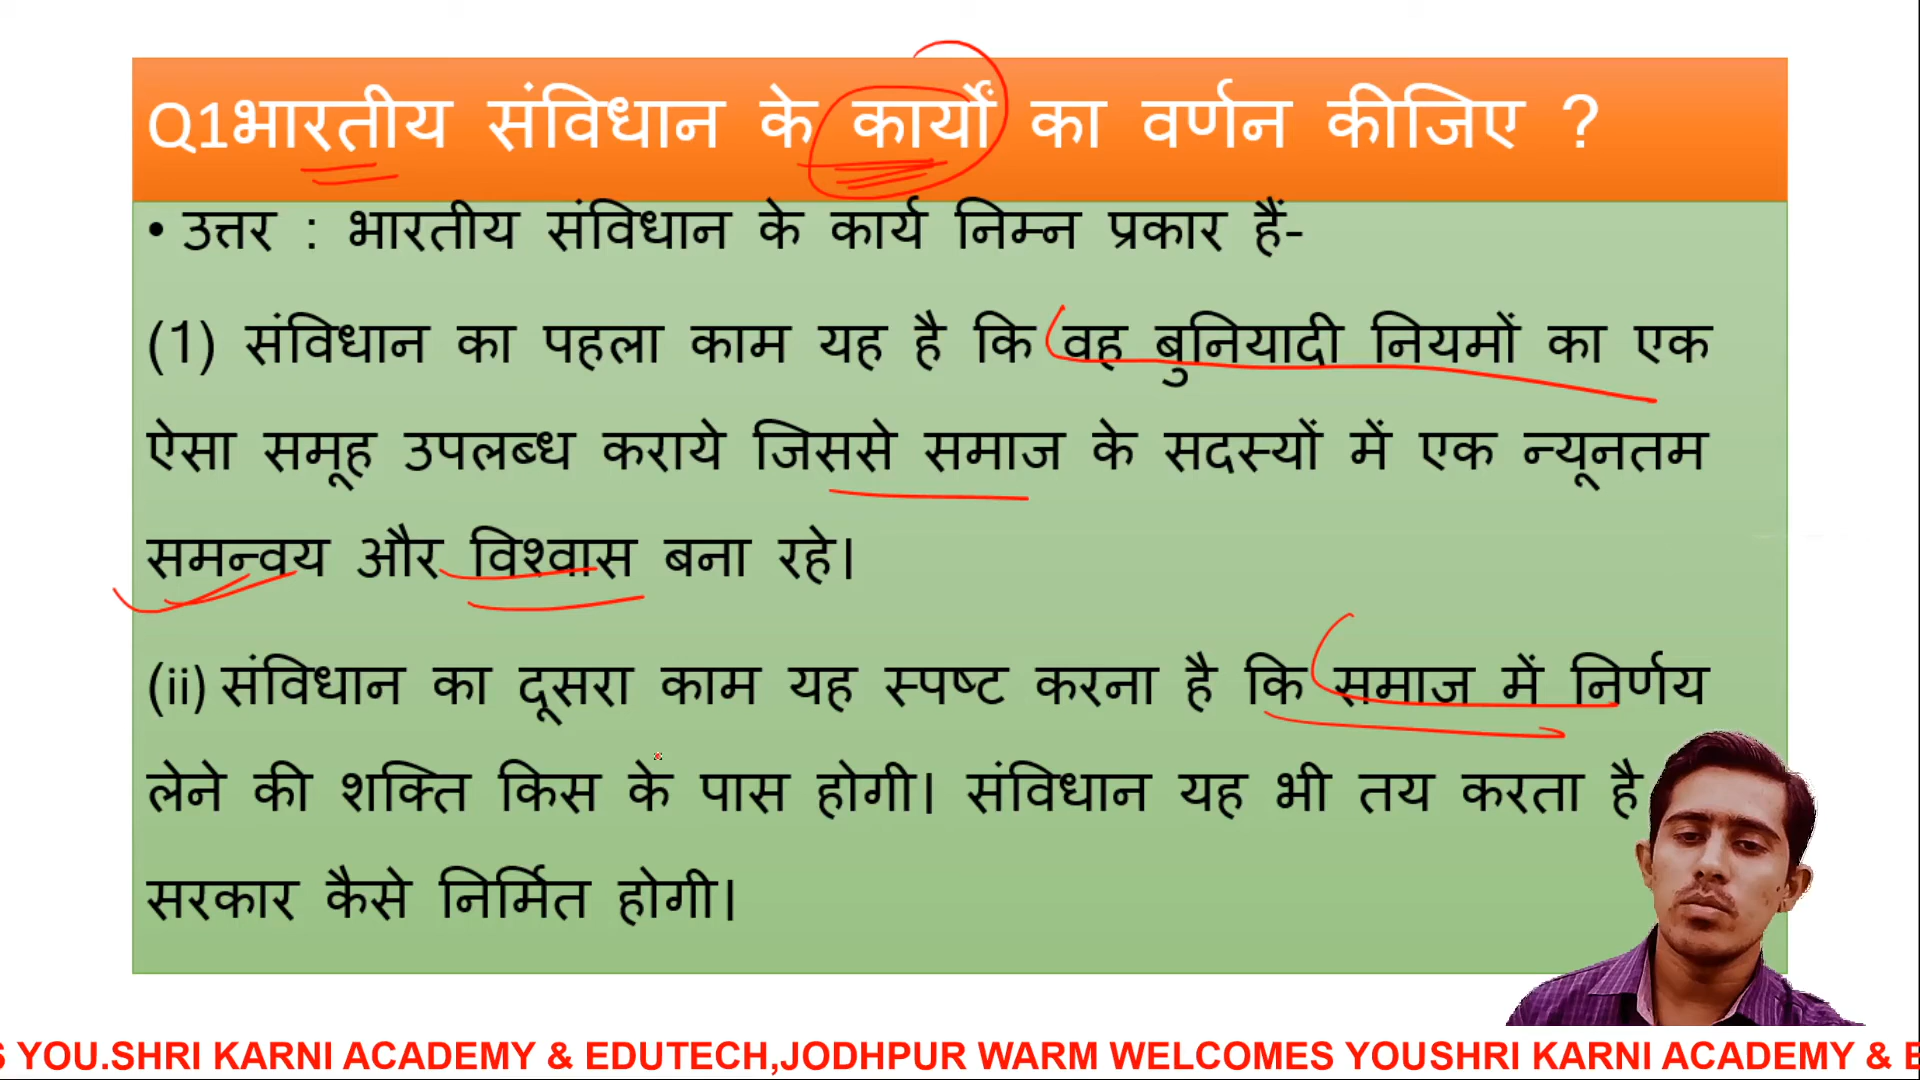 Q1भारतीय संविधान के कार्यों का वर्णन कीजिए ?
• उत्तर : भारतीय संविधान के कार्य निम्न प्रकार हैं-
(1) संविधान का पहला काम यह है कि वह बुनियादी नियमों का एक
ऐसा समूह उपलब्ध कराये जिससे समाज के सदस्यों में एक न्यूनतम
समन्वय और विश्वास बना रहे।
(ii) संविधान का दूसरा काम यह स्पष्ट करना है कि समाज में निर्णय
लेने की शक्ति किस के पास होगी। संविधान यह भी तय करता है
सरकार कैसे निर्मित होगी।
S YOU.SHRI KARNI ACADEMY & EDUTECH,JODHPUR WARM WELCOMES YOUSHRI KARNI ACADEMY & E